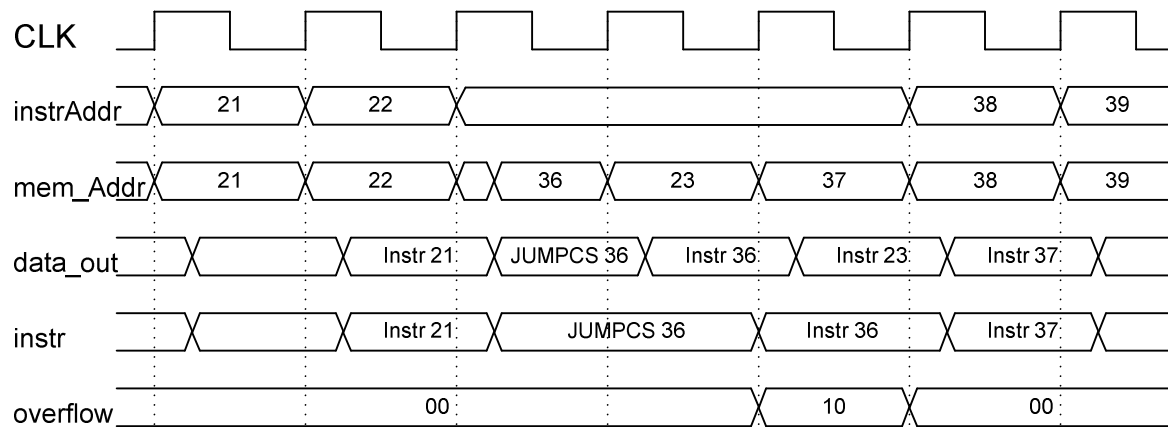 CLK
instrAddr 21 22 38 39
mem_Addr 21 22 36 23 37 38 39
data_out Instr 21 JUMPCS 36 Instr 36 Instr 23 Instr 37
instr Instr 21 JUMPCS 36 Instr 36 Instr 37
overflow 00 10 00